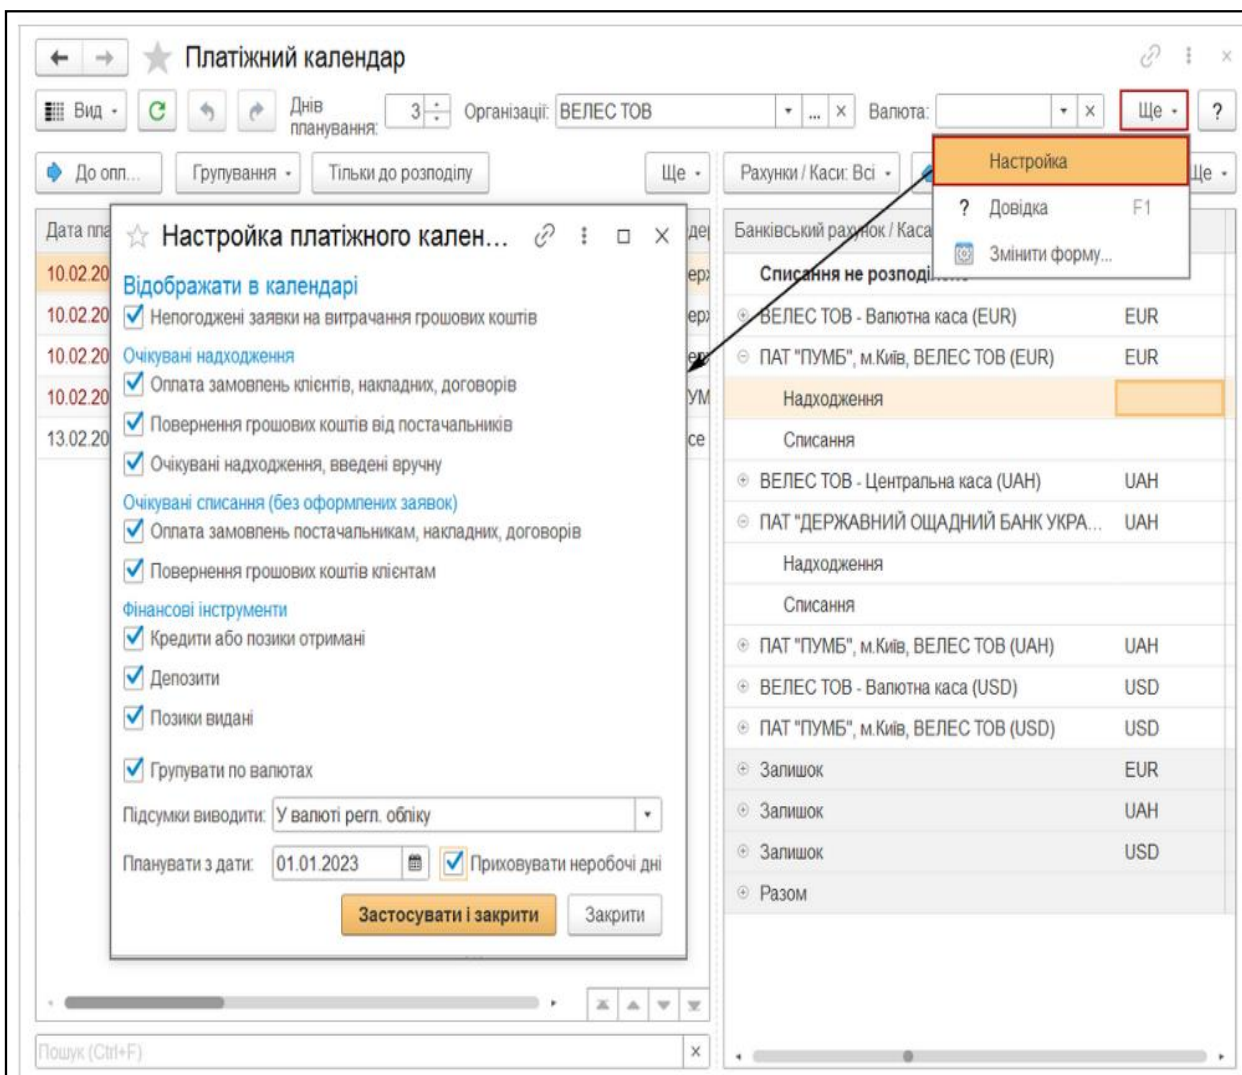 Платіжний календар
Вид
Днів планування: 3
Організації: ВЕЛЕС ТОВ
...
Валюта:
Ще
?
До опл...
Групування
Тільки до розподілу
Ще
Рахунки / Каси: Всі
Ще
Настройка
? Довідка F1
Змінити форму...
Дата пла
10.02.20
10.02.20
10.02.20
10.02.20
13.02.20
Настройка платіжного кален...
Відображати в календарі
Непогоджені заявки на витрачання грошових коштів
Очікувані надходження
Оплата замовлень клієнтів, накладних, договорів
Повернення грошових коштів від постачальників
Очікувані надходження, введені вручну
Очікувані списання (без оформлених заявок)
Оплата замовлень постачальникам, накладних, договорів
Повернення грошових коштів клієнтам
Фінансові інструменти
Кредити або позики отримані
Депозити
Позики видані
Групувати по валютах
Підсумки виводити: У валюті регл. обліку
Планувати з дати: 01.01.2023 Приховувати неробочі дні
Застосувати і закрити Закрити
Пошук (Ctrl+F)
Банківський рахунок / Каса
Списання не розподі
ВЕЛЕС ТОВ - Валютна каса (EUR) EUR
ПАТ "ПУМБ", м.Київ, ВЕЛЕС ТОВ (EUR) EUR
Надходження
Списання
ВЕЛЕС ТОВ - Центральна каса (UAH) UAH
ПАТ "ДЕРЖАВНИЙ ОЩАДНИЙ БАНК УКРА... UAH
Надходження
Списання
ПАТ "ПУМБ", м.Київ, ВЕЛЕС ТОВ (UAH) UAH
ВЕЛЕС ТОВ - Валютна каса (USD) USD
ПАТ "ПУМБ", м.Київ, ВЕЛЕС ТОВ (USD) USD
Залишок EUR
Залишок UAH
Залишок USD
Разом